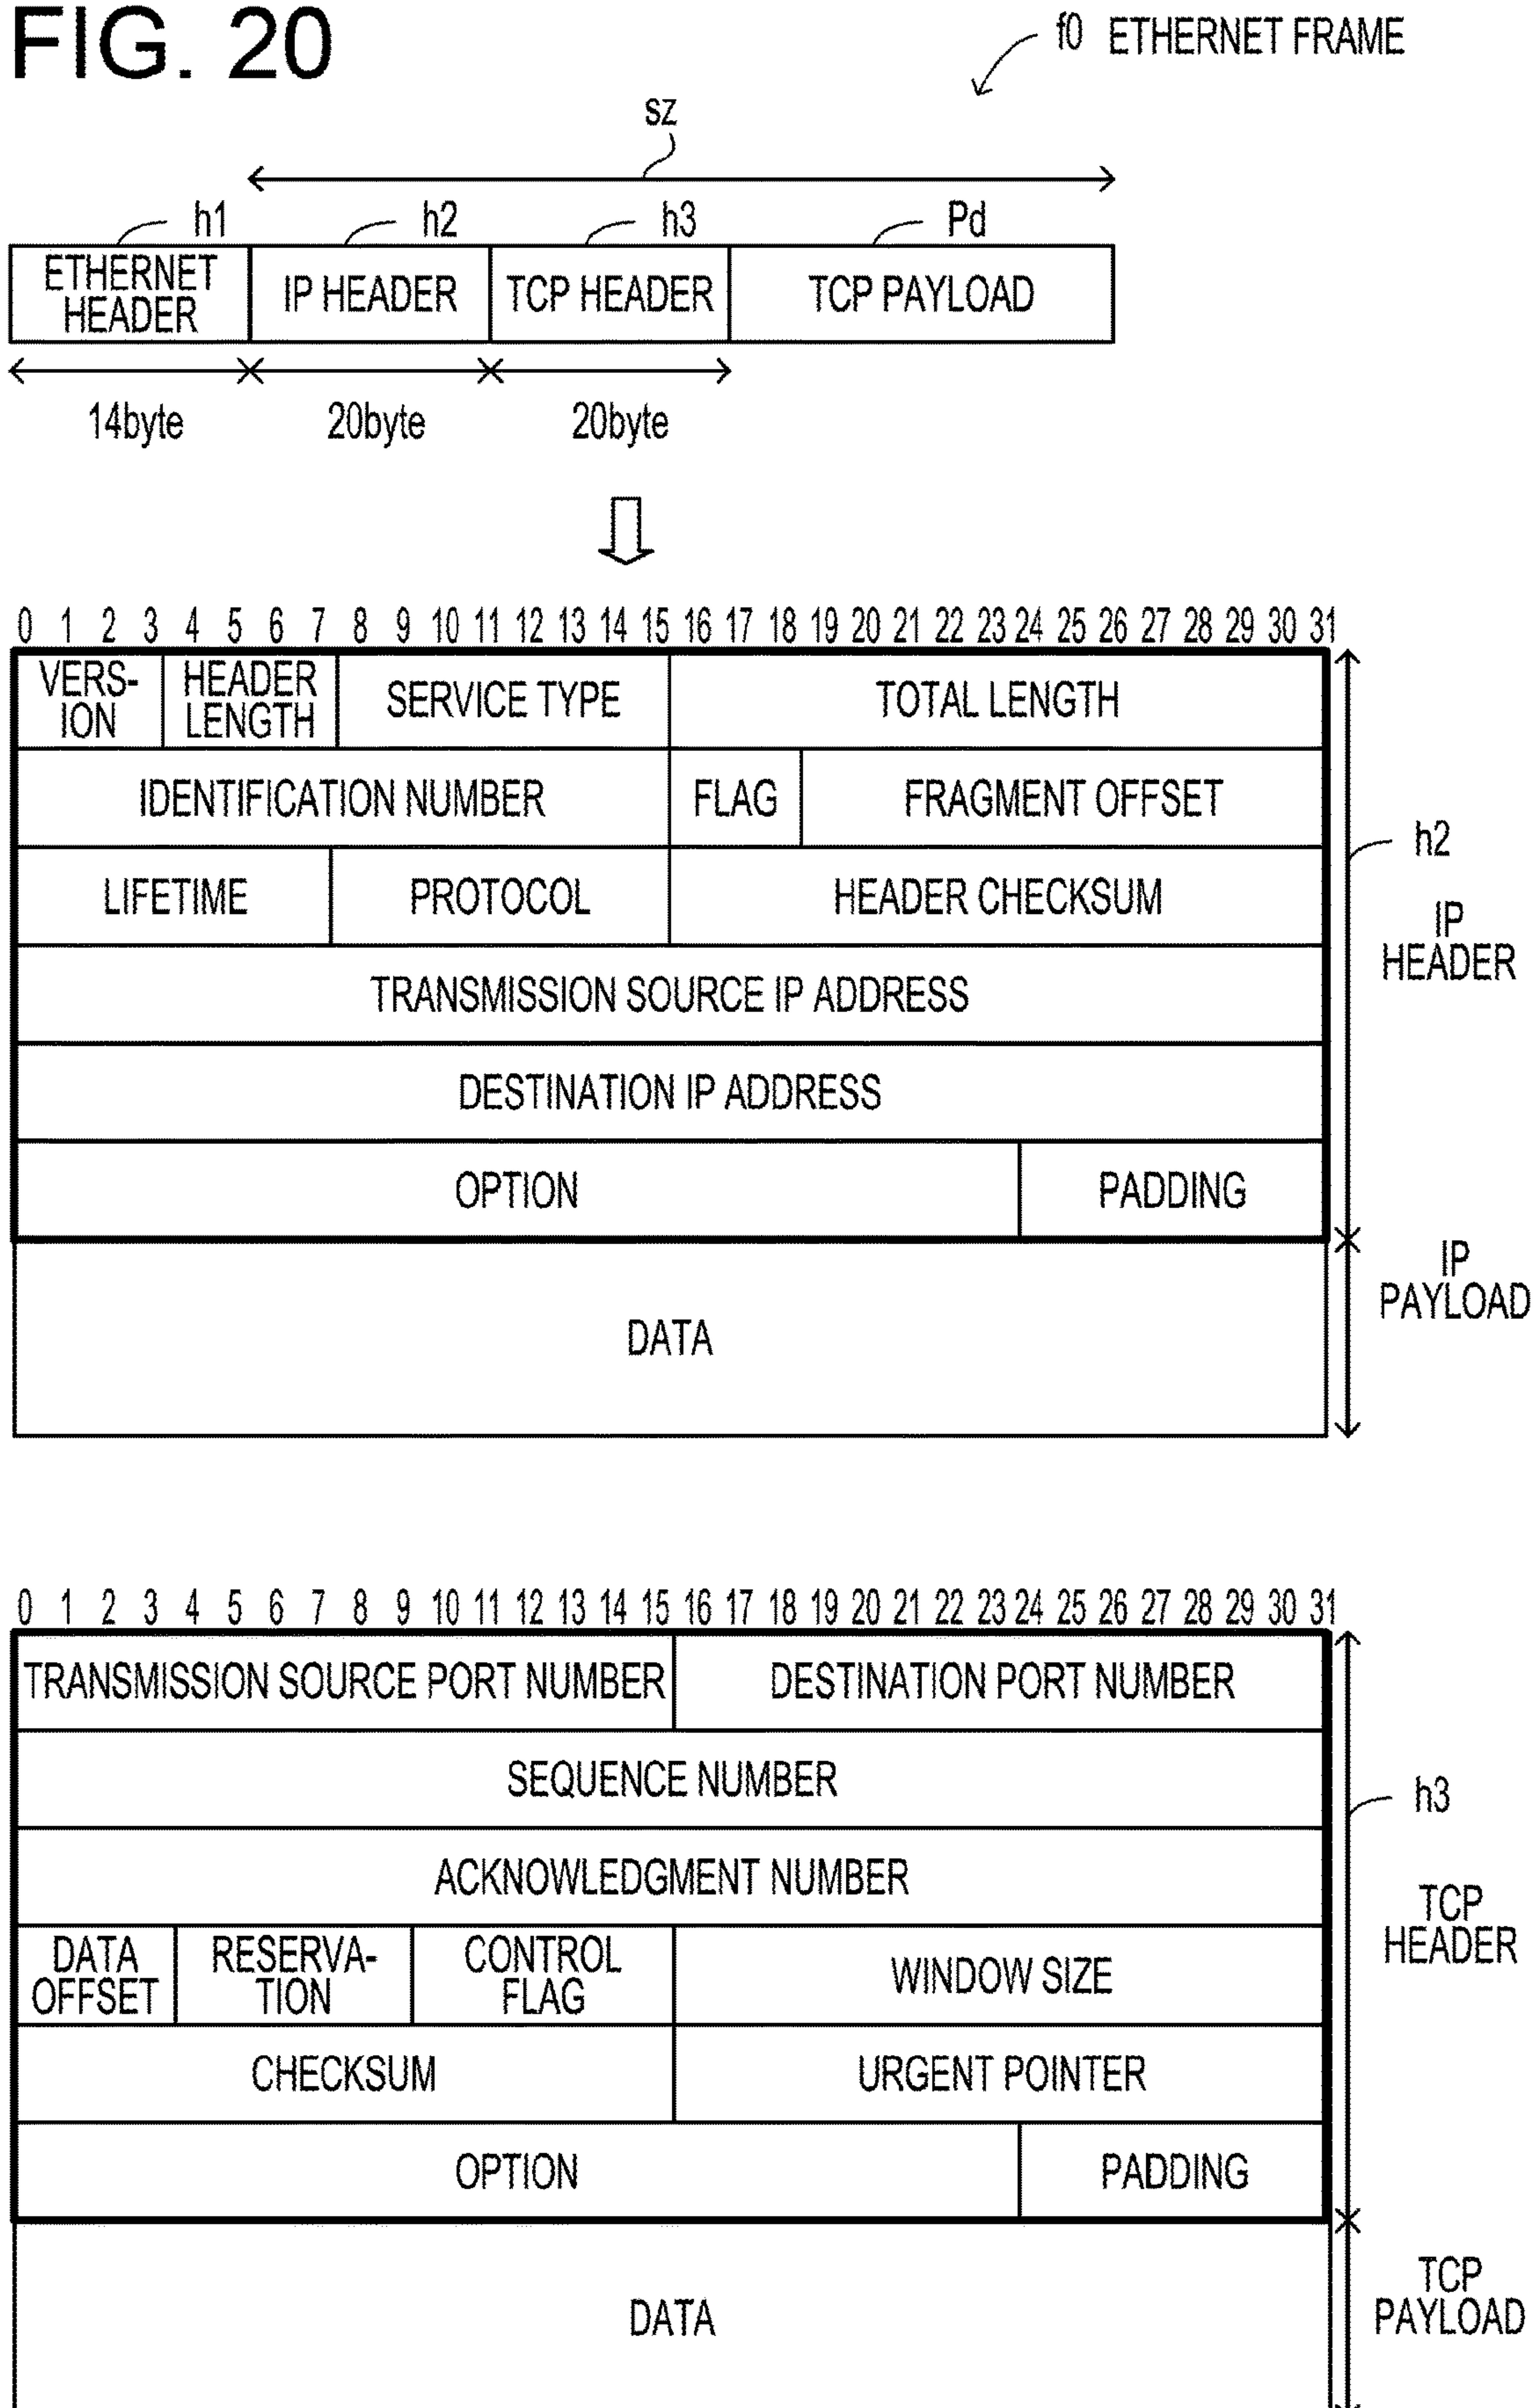 FIG. 20
f0 ETHERNET FRAME
sz
h1 h2 h3 Pd
ETHERNET
HEADER
IP HEADER
TCP HEADER
TCP PAYLOAD
14byte 20byte 20byte
0 1 2 3 4 5 6 7 8 9 10 11 12 13 14 15 16 17 18 19 20 21 22 23 24 25 26 27 28 29 30 31
VERS-
ION
HEADER
LENGTH
SERVICE TYPE
TOTAL LENGTH
IDENTIFICATION NUMBER
FLAG
FRAGMENT OFFSET
LIFETIME
PROTOCOL
HEADER CHECKSUM
TRANSMISSION SOURCE IP ADDRESS
DESTINATION IP ADDRESS
OPTION
PADDING
h2
IP
HEADER
DATA
IP
PAYLOAD
0 1 2 3 4 5 6 7 8 9 10 11 12 13 14 15 16 17 18 19 20 21 22 23 24 25 26 27 28 29 30 31
TRANSMISSION SOURCE PORT NUMBER
DESTINATION PORT NUMBER
SEQUENCE NUMBER
ACKNOWLEDGMENT NUMBER
DATA
OFFSET
RESERVA-
TION
CONTROL
FLAG
WINDOW SIZE
CHECKSUM
URGENT POINTER
OPTION
PADDING
h3
TCP
HEADER
DATA
TCP
PAYLOAD